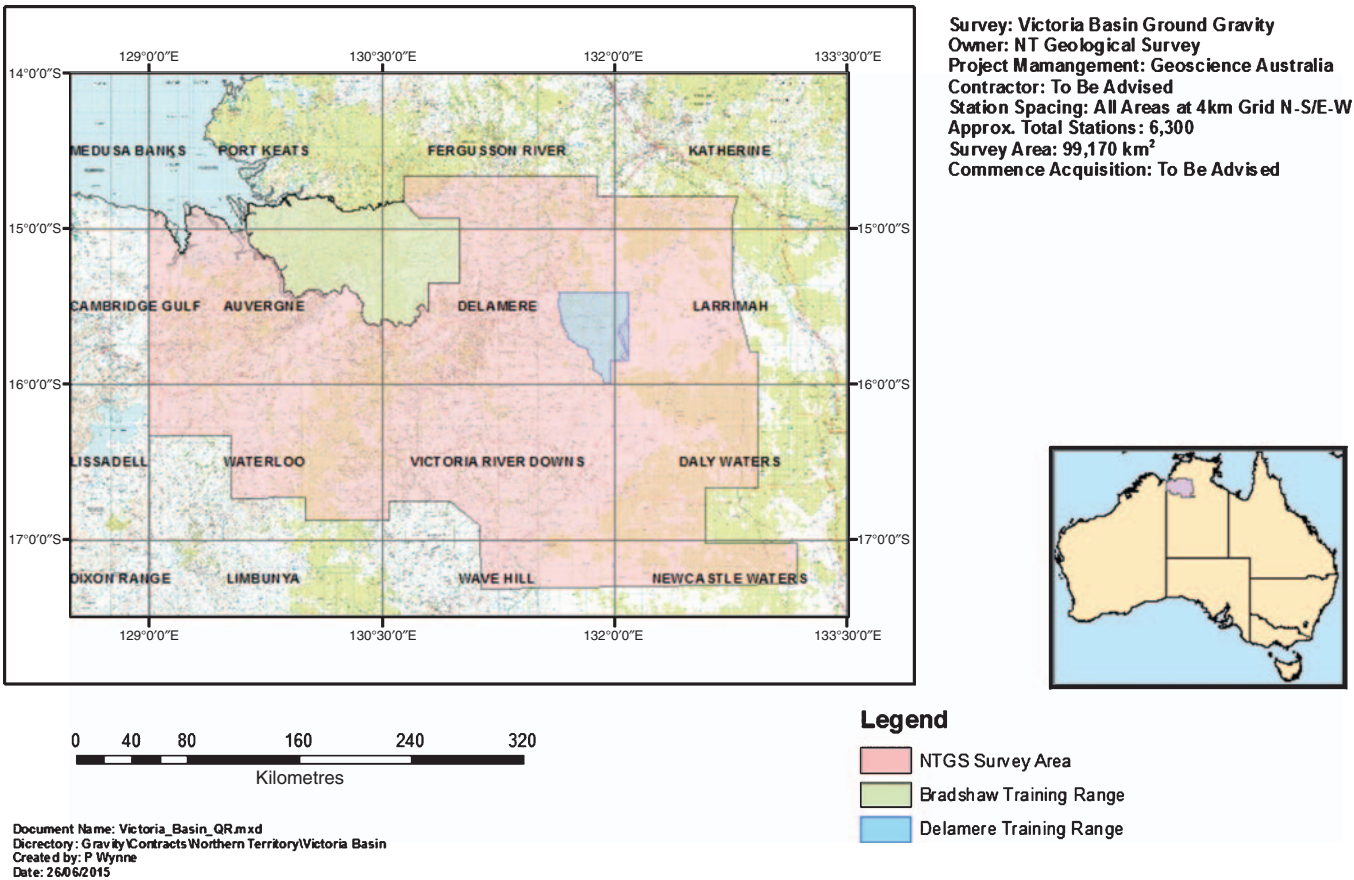 129°0'0"E 130°30'0"E 132°0'0"E 133°30'0"E
14°0'0"S
MEDUSA BANKS PORT KEATS FERGUSSON RIVER KATHERINE
15°0'0"S 15°0'0"S
CAMBRIDGE GULF AUVERGNE DELAMERE LARRIMAH
16°0'0"S 16°0'0"S
LISSADELL WATERLOO VICTORIA RIVER DOWNS DALY WATERS
17°0'0"S 17°0'0"S
DIXON RANGE LIMBUNYA WAVE HILL NEWCASTLE WATERS
129°0'0"E 130°30'0"E 132°0'0"E 133°30'0"E
Survey: Victoria Basin Ground Gravity
Owner: NT Geological Survey
Project Mamangement: Geoscience Australia
Contractor: To Be Advised
Station Spacing: All Areas at 4km Grid N-S/E-W
Approx. Total Stations: 6,300
Survey Area: 99,170 km²
Commence Acquisition: To Be Advised
0 40 80 160 240 320
Kilometres
Legend
NTGS Survey Area
Bradshaw Training Range
Delamere Training Range
Document Name: Victoria_Basin_QR.mxd
Dicrectory: Gravity\Contracts\Northern Territory\Victoria Basin
Created by: P Wynne
Date: 26/06/2015